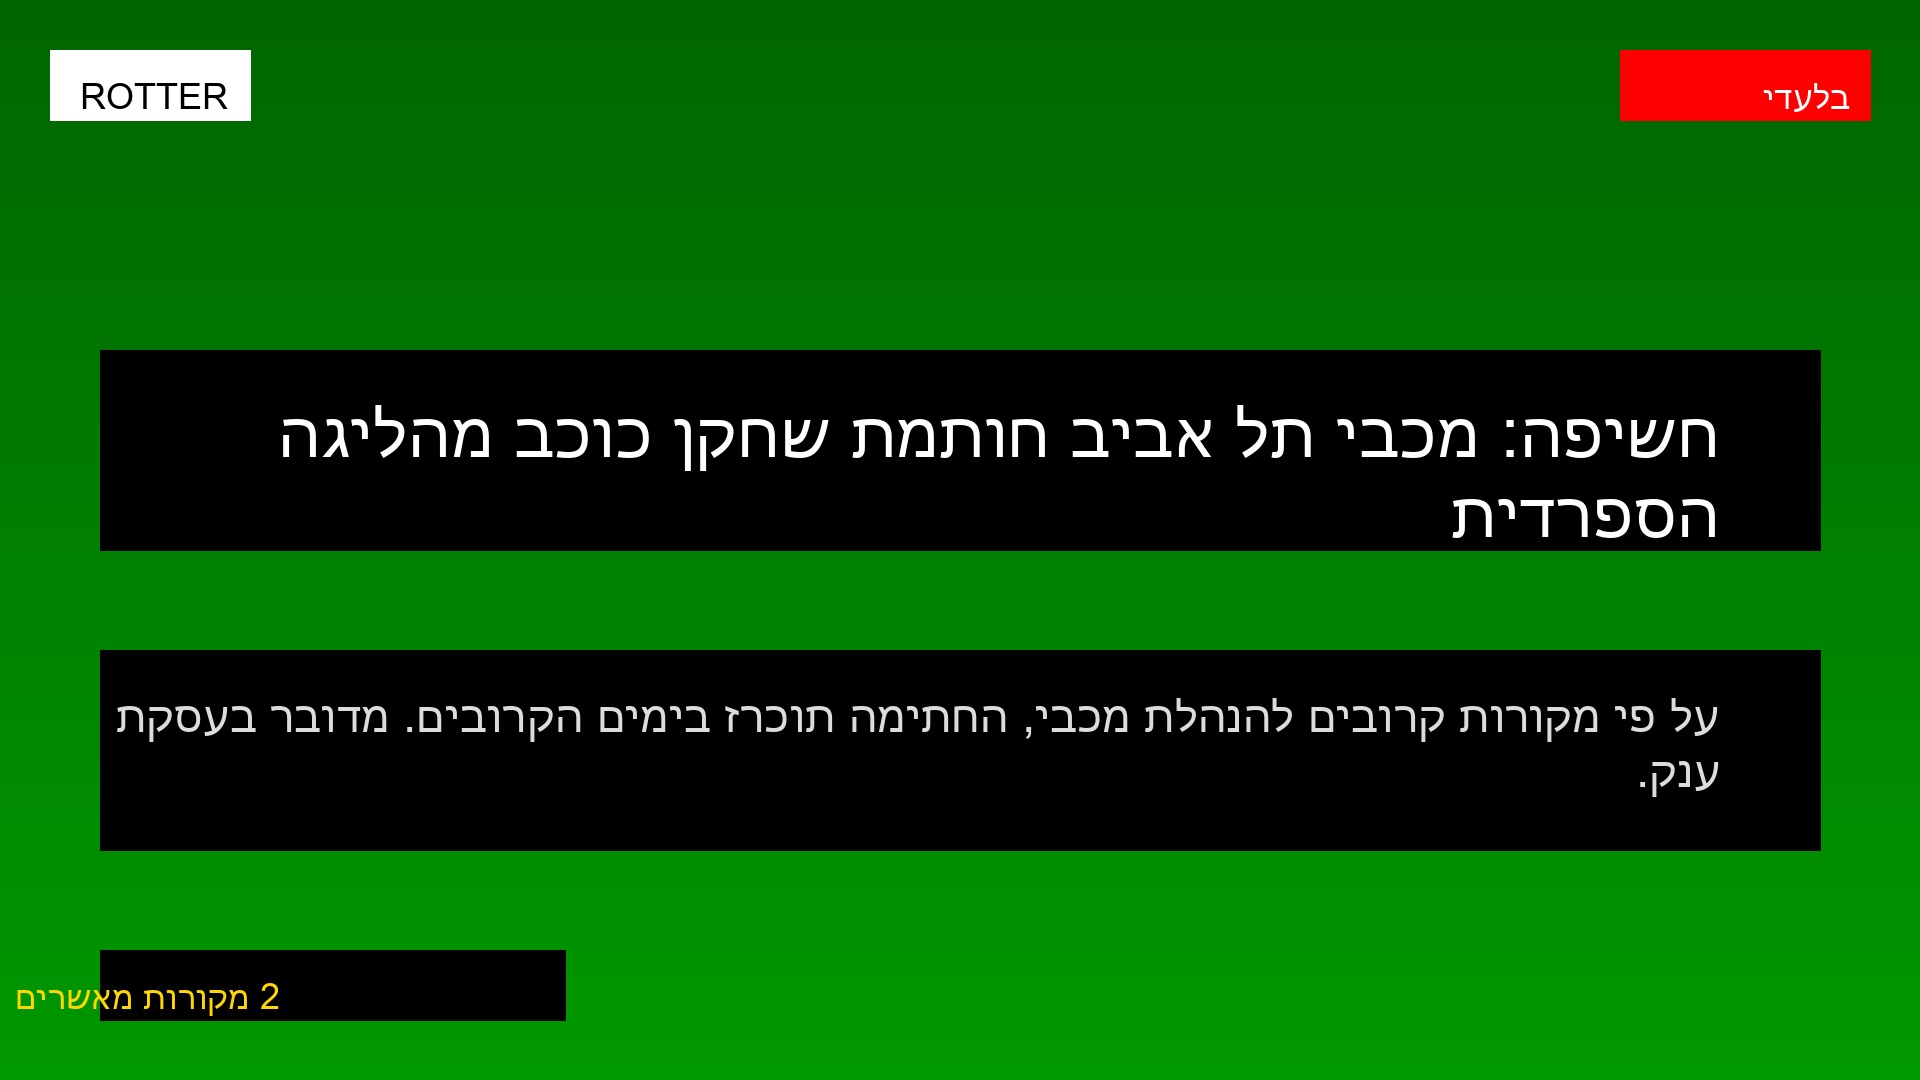 ROTTER
בלעדי
חשיפה: מכבי תל אביב חותמת שחקן כוכב מהליגה
הספרדית
על פי מקורות קרובים להנהלת מכבי, החתימה תוכרז בימים הקרובים. מדובר בעסקת
ענק.
2 מקורות מאשרים